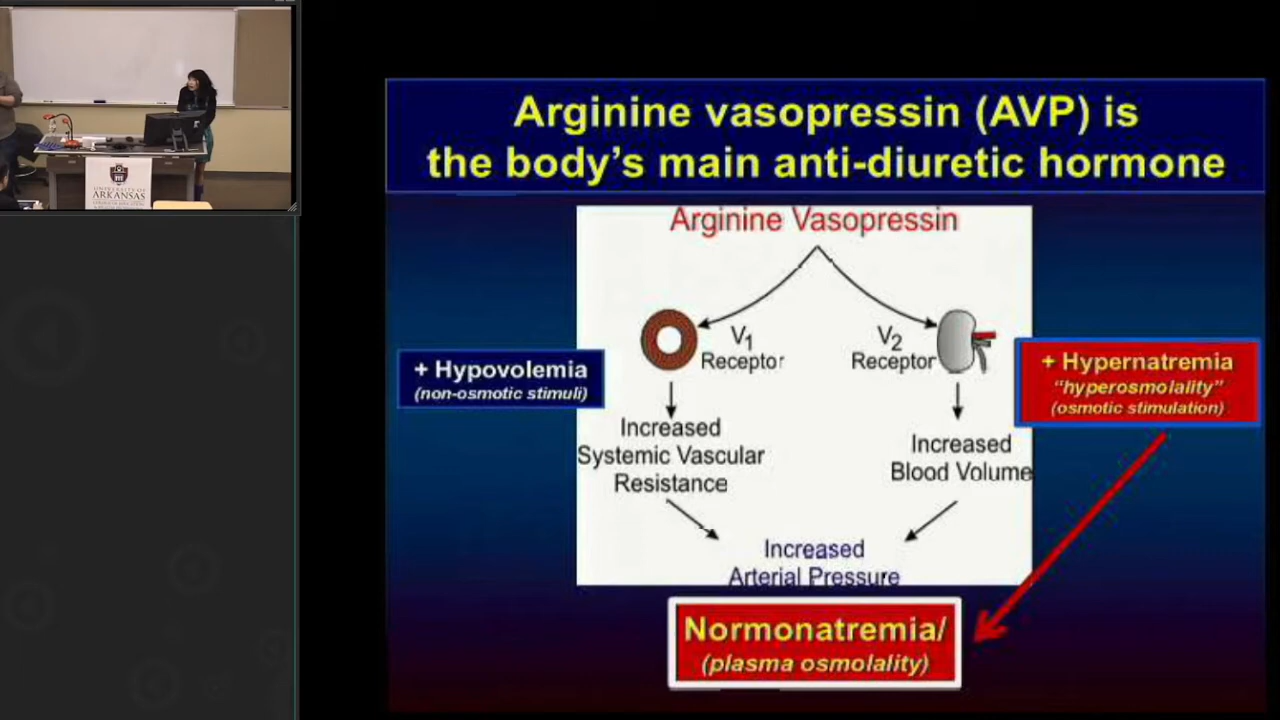 Arginine vasopressin (AVP) is
the body's main anti-diuretic hormone
Arginine Vasopressin
V1
Receptor
V2
Receptor
+ Hypovolemia
(non-osmotic stimuli)
+ Hypernatremia
"hyperosmolality"
(osmotic stimulation)
Increased
Systemic Vascular
Resistance
Increased
Blood Volume
Increased
Arterial Pressure
Normonatremia/
(plasma osmolality)
UNIVERSITY OF
ARKANSAS